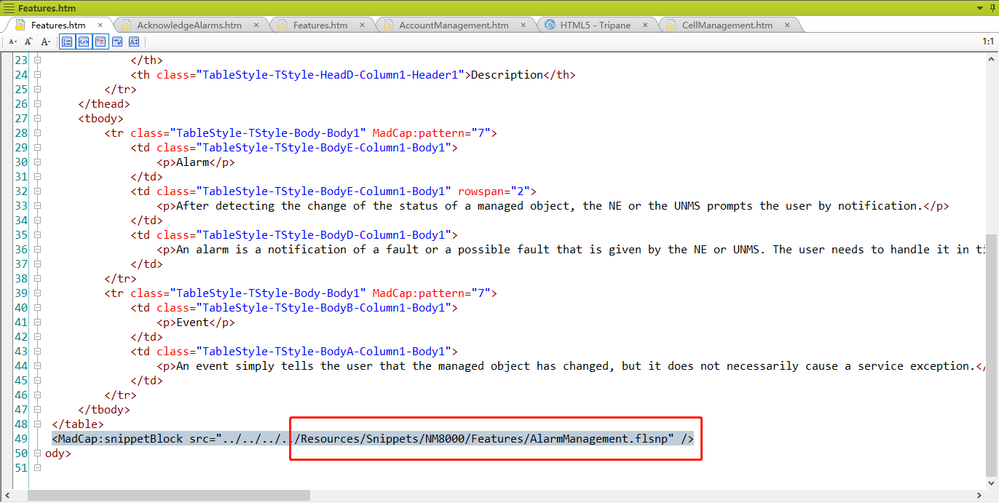 Features.htm
Features.htm × AcknowledgeAlarms.htm × Features.htm × AccountManagement.htm × HTML5 - Tripane × CellManagement.htm ×
1:1
23 </th>
24 <th class="TableStyle-TStyle-HeadD-Column1-Header1">Description</th>
25 </tr>
26 </thead>
27 <tbody>
28 <tr class="TableStyle-TStyle-Body-Body1" MadCap:pattern="7">
29 <td class="TableStyle-TStyle-BodyE-Column1-Body1">
30 <p>Alarm</p>
31 </td>
32 <td class="TableStyle-TStyle-BodyE-Column1-Body1" rowspan="2">
33 <p>After detecting the change of the status of a managed object, the NE or the UNMS prompts the user by notification.</p>
34 </td>
35 <td class="TableStyle-TStyle-BodyD-Column1-Body1">
36 <p>An alarm is a notification of a fault or a possible fault that is given by the NE or UNMS. The user needs to handle it in ti
37 </td>
38 </tr>
39 <tr class="TableStyle-TStyle-Body-Body1" MadCap:pattern="7">
40 <td class="TableStyle-TStyle-BodyB-Column1-Body1">
41 <p>Event</p>
42 </td>
43 <td class="TableStyle-TStyle-BodyA-Column1-Body1">
44 <p>An event simply tells the user that the managed object has changed, but it does not necessarily cause a service exception.</
45 </td>
46 </tr>
47 </tbody>
48 </table>
49 <MadCap:snippetBlock src="../../../../Resources/Snippets/NM8000/Features/AlarmManagement.flsnp" />
50 ody>
51